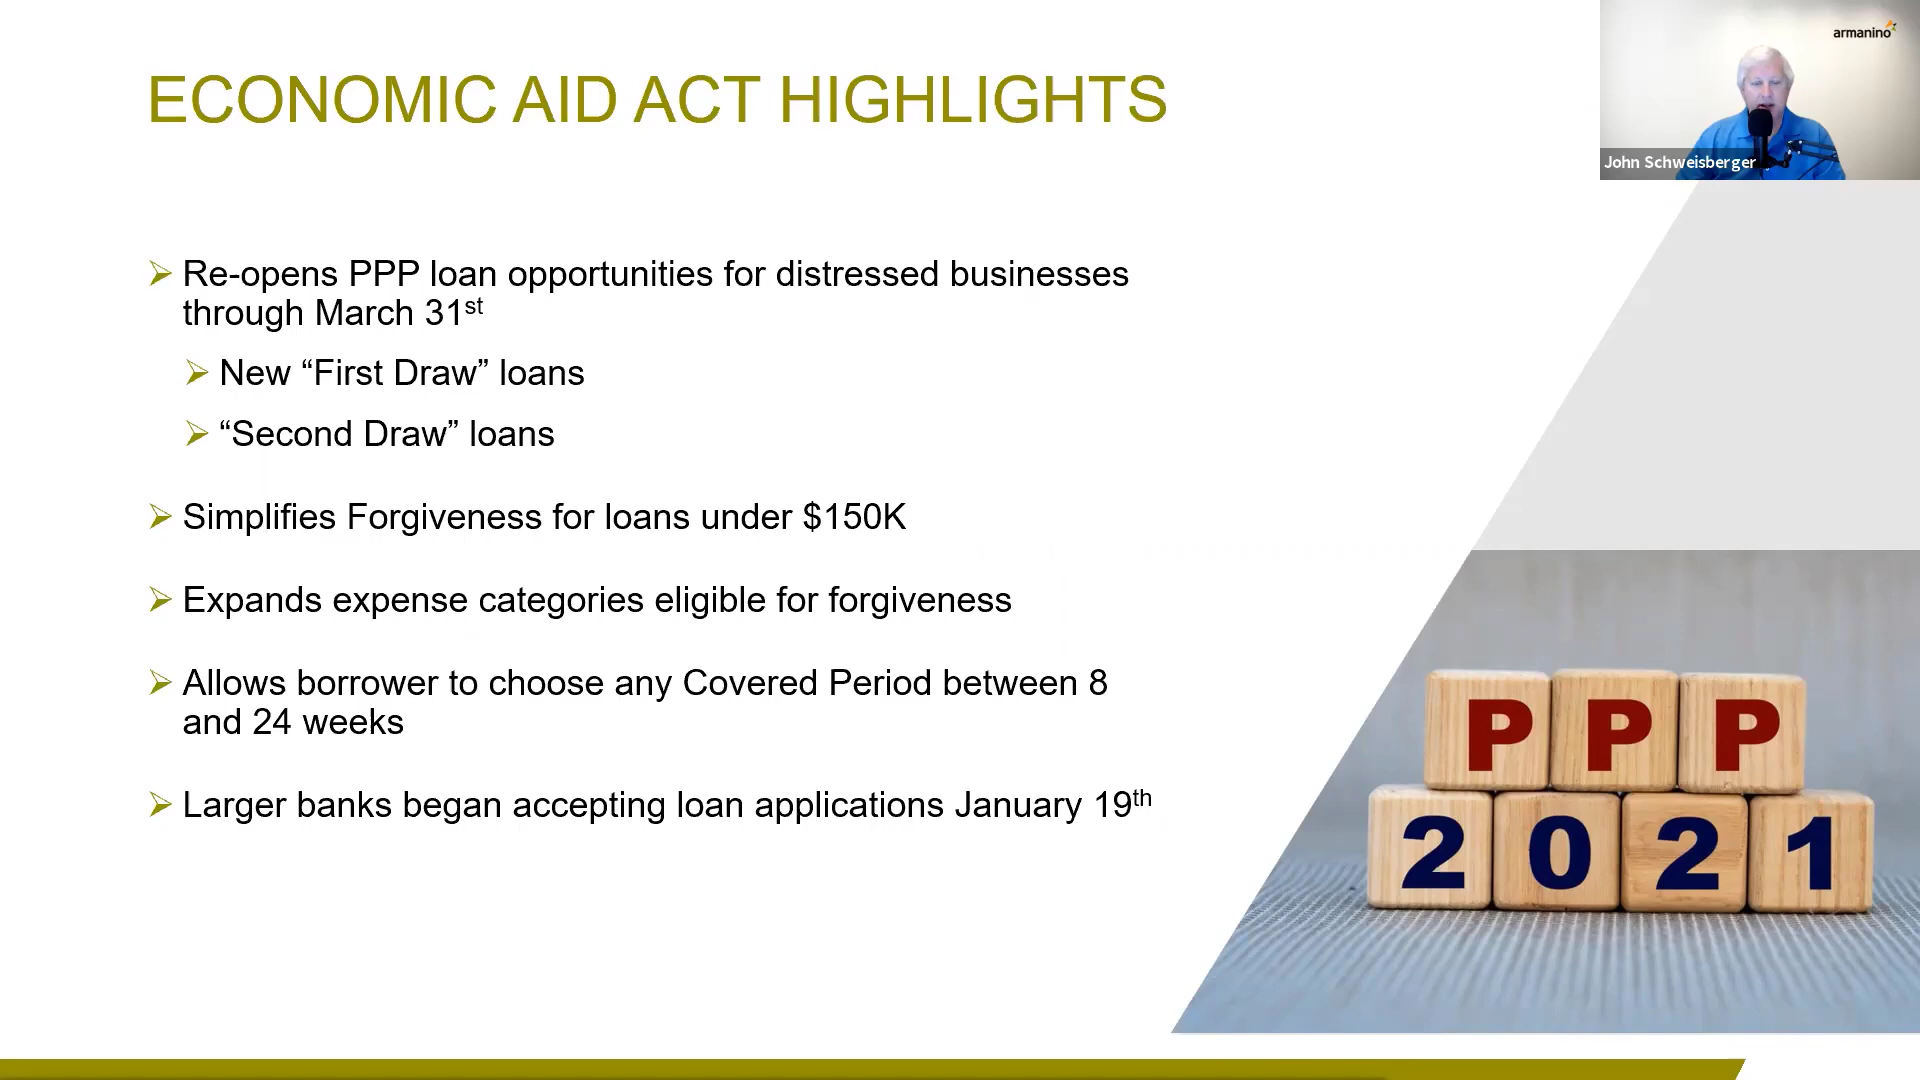 ECONOMIC AID ACT HIGHLIGHTS
armanino
John Schweisberger
➢ Re-opens PPP loan opportunities for distressed businesses
through March 31st
➢ New “First Draw” loans
➢ “Second Draw” loans
➢ Simplifies Forgiveness for loans under $150K
➢ Expands expense categories eligible for forgiveness
➢ Allows borrower to choose any Covered Period between 8
and 24 weeks
➢ Larger banks began accepting loan applications January 19th
PPP
2021